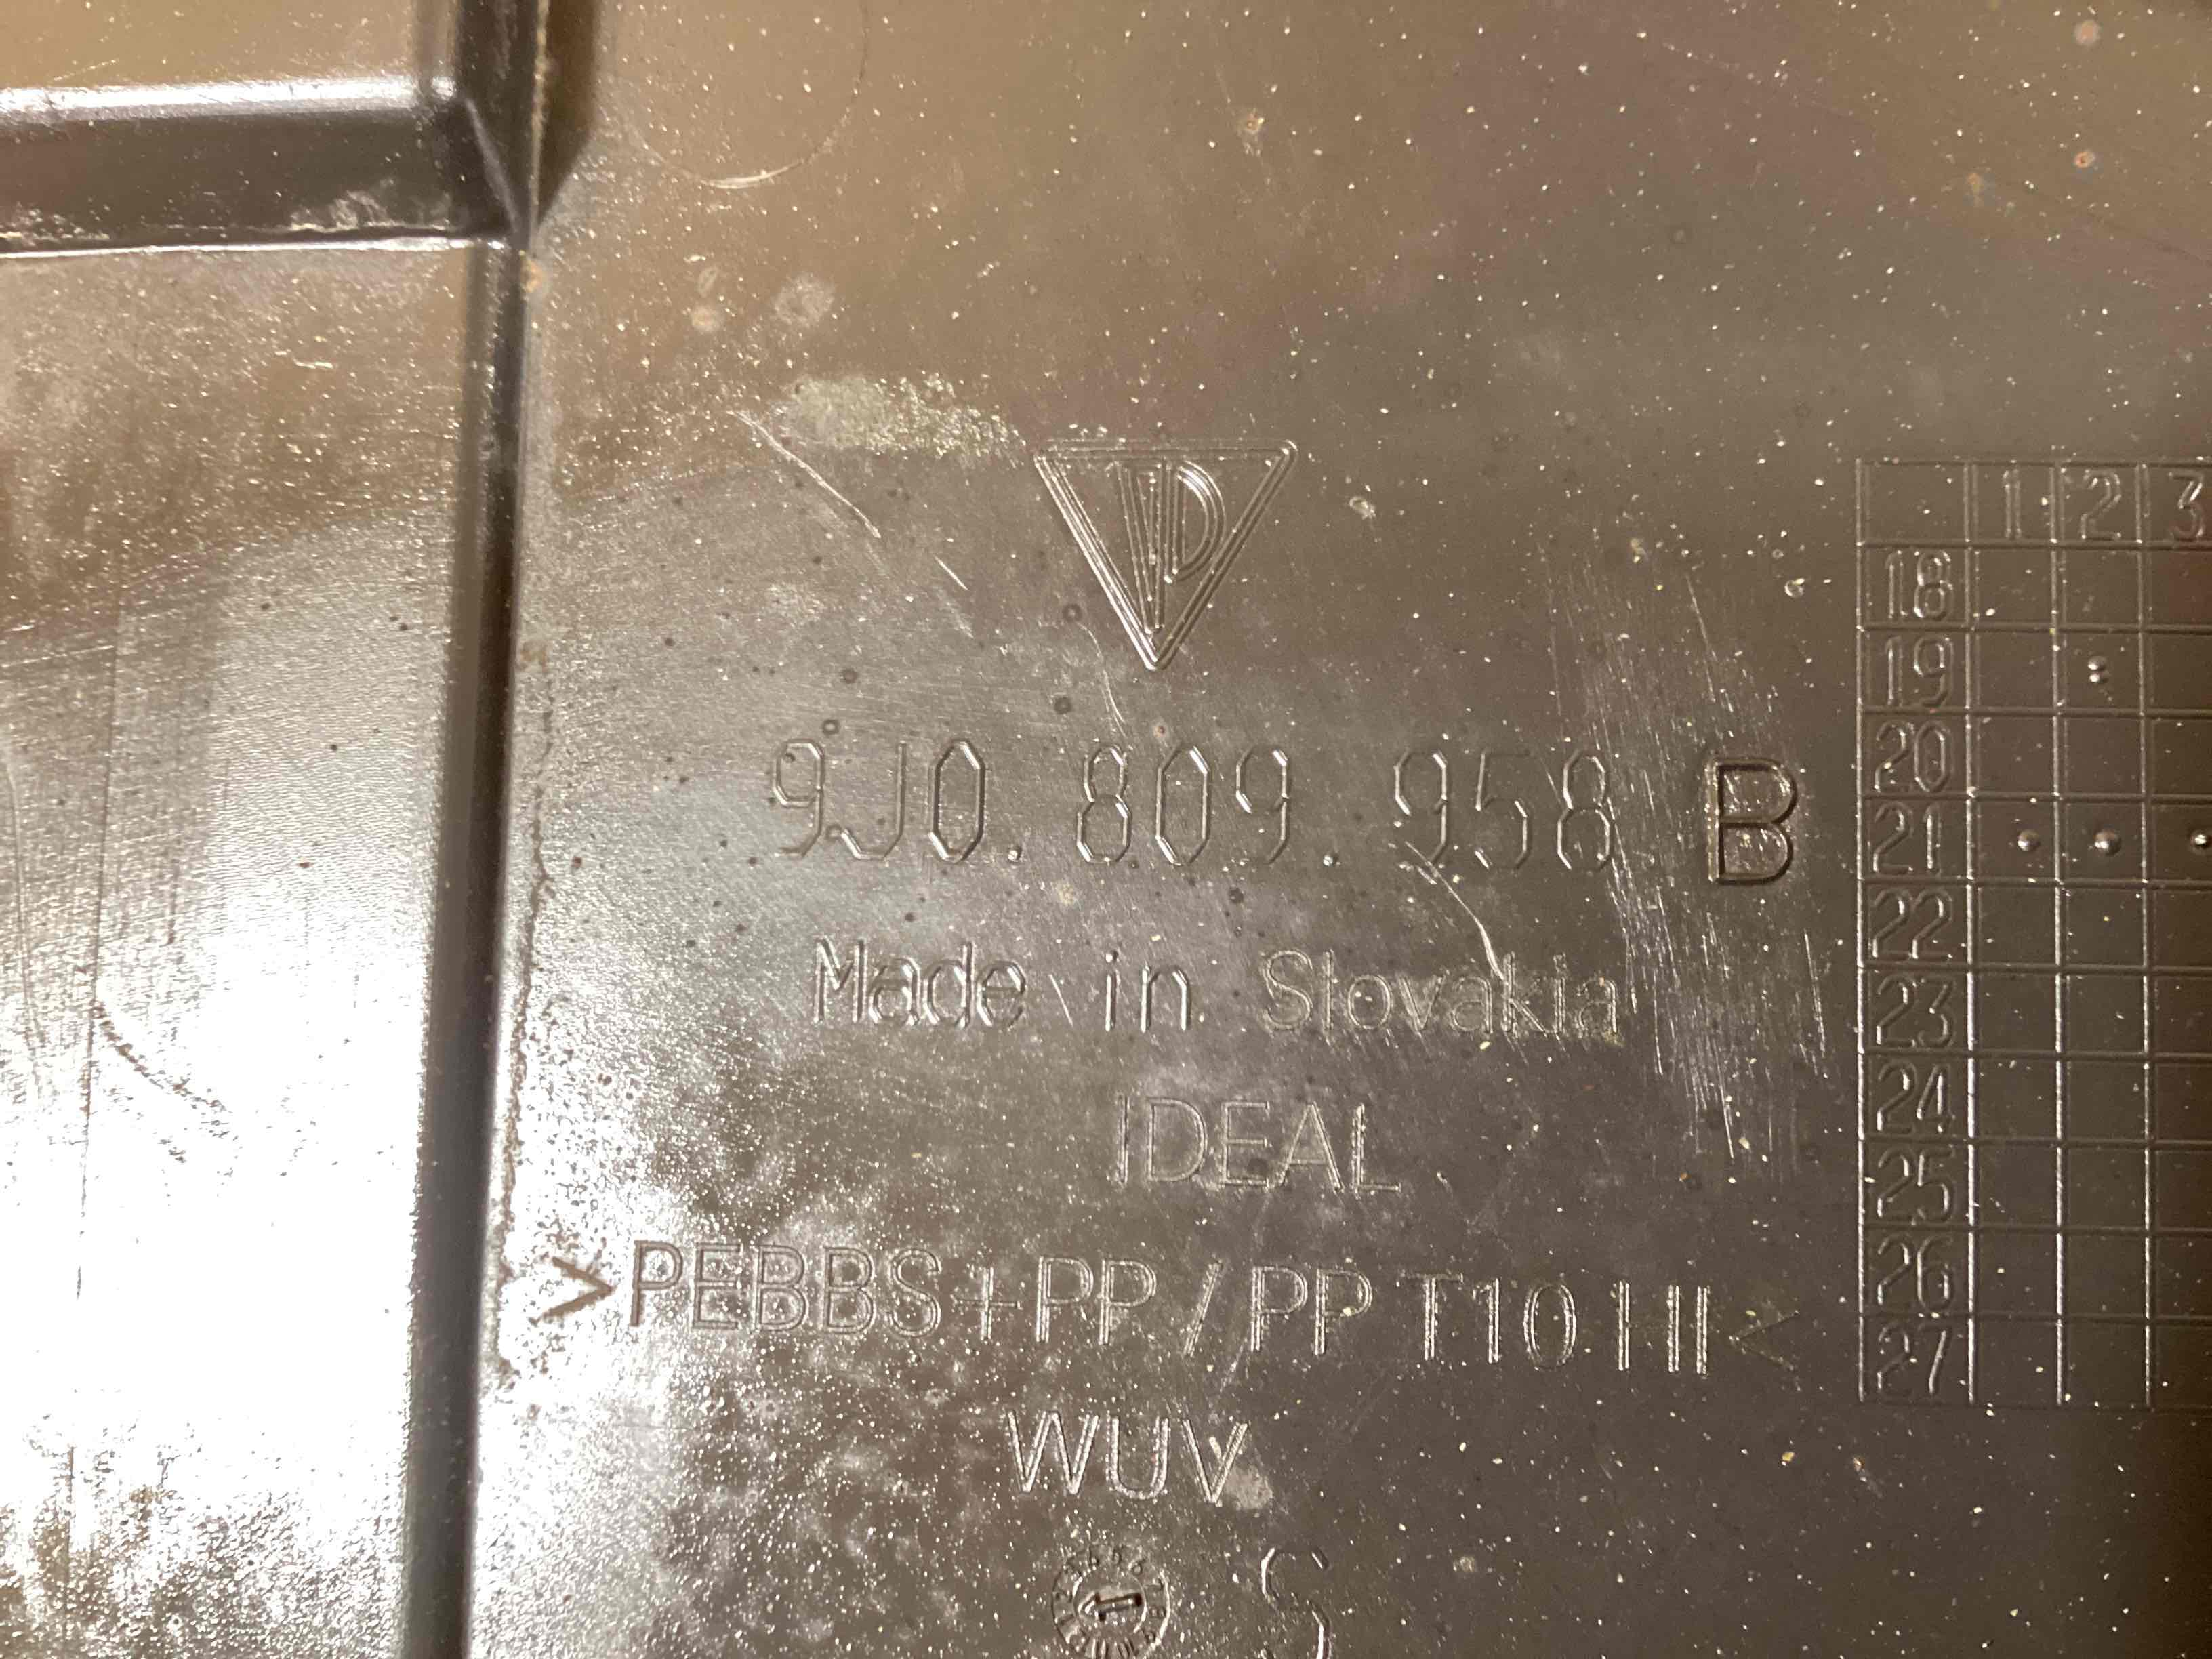 9J0.809.958 B
Made in Slovakia
IDEAL
>PEBBS+PP/PP T10 HI<
WUV
S
1 2 3
18
19
20
21
22
23
24
25
26
27